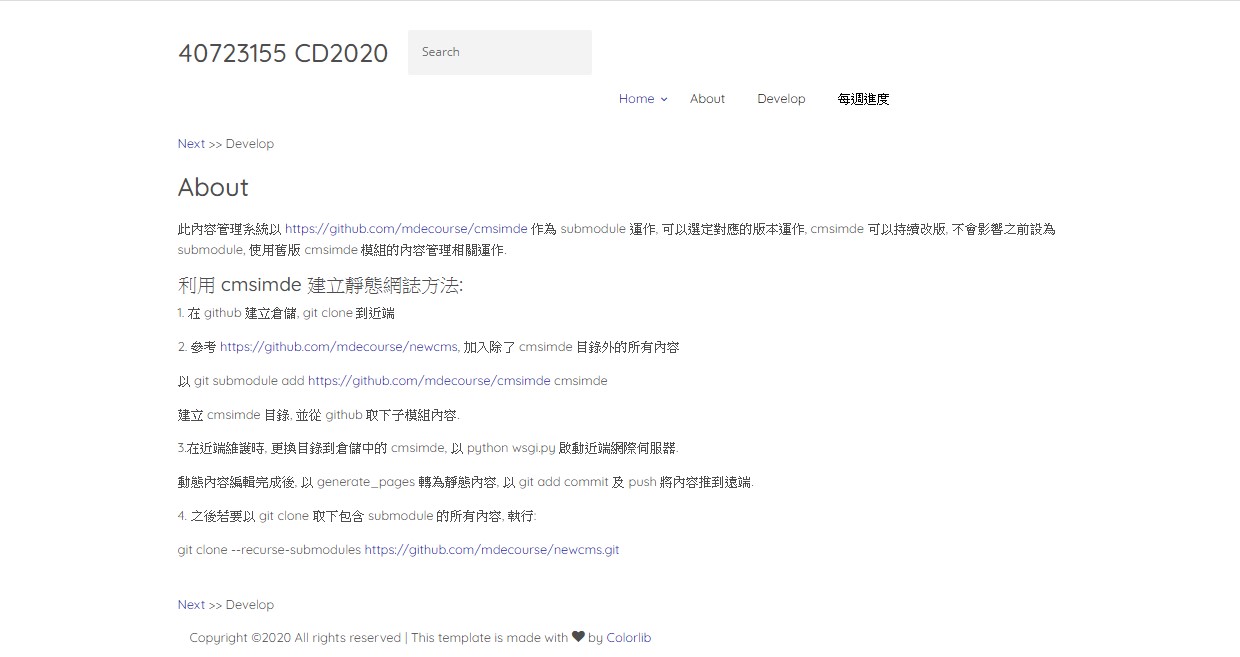 40723155 CD2020
Search
Home
About
Develop
每週進度
Next >> Develop
About
此內容管理系統以 https://github.com/mdecourse/cmsimde 作為 submodule 運作, 可以選定對應的版本運作, cmsimde 可以持續改版, 不會影響之前設為
submodule, 使用舊版 cmsimde 模組的內容管理相關運作.
利用 cmsimde 建立靜態網誌方法:
1. 在 github 建立倉儲, git clone 到近端
2. 參考 https://github.com/mdecourse/newcms, 加入除了 cmsimde 目錄外的所有內容
以 git submodule add https://github.com/mdecourse/cmsimde cmsimde
建立 cmsimde 目錄, 並從 github 取下子模組內容.
3.在近端維護時, 更換目錄到倉儲中的 cmsimde, 以 python wsgi.py 啟動近端網際伺服器.
動態內容編輯完成後, 以 generate_pages 轉為靜態內容, 以 git add commit 及 push 將內容推到遠端.
4. 之後若要以 git clone 取下包含 submodule 的所有內容, 執行:
git clone --recurse-submodules https://github.com/mdecourse/newcms.git
Next >> Develop
Copyright ©2020 All rights reserved | This template is made with ♥ by Colorlib